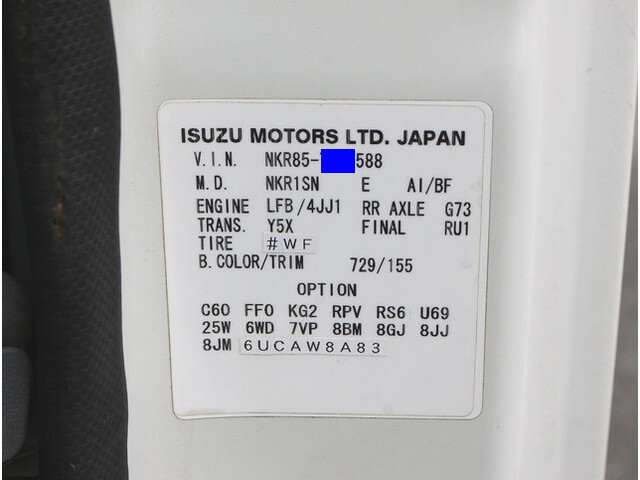 ISUZU MOTORS LTD. JAPAN
V.I.N. NKR85- 588
M.D. NKR1SN E AI/BF
ENGINE LFB/4JJ1 RR AXLE G73
TRANS. Y5X FINAL RU1
TIRE #WF
B.COLOR/TRIM 729/155
OPTION
C60 FF0 KG2 RPV RS6 U69
25W 6WD 7VP 8BM 8GJ 8JJ
8JM 6UCAW8A83